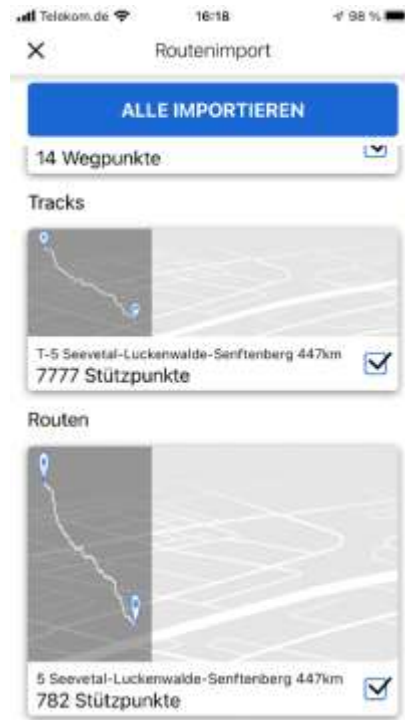 Telekom.de 16:18 98 %
Routenimport
ALLE IMPORTIEREN
14 Wegpunkte
Tracks
T-5 Seevetal-Luckenwalde-Senftenberg 447km
7777 Stützpunkte
Routen
5 Seevetal-Luckenwalde-Senftenberg 447km
782 Stützpunkte